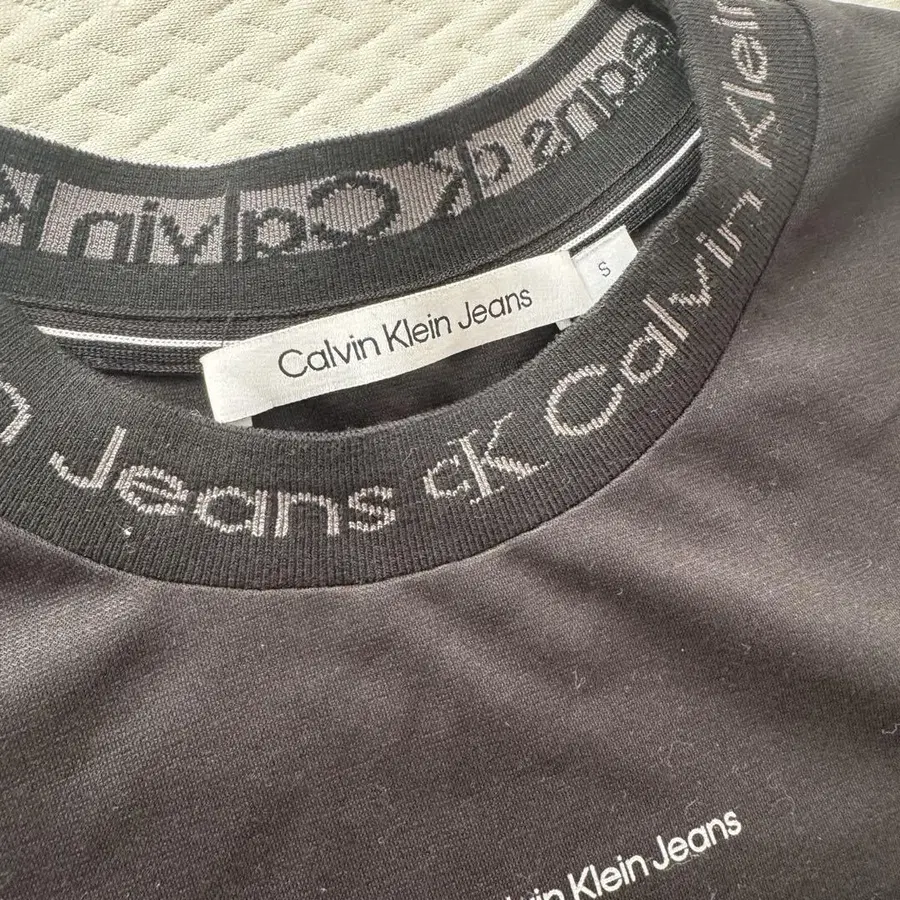 Calvin Klein Jeans
S
Jeans CK Calvin Klein
Klein Jeans